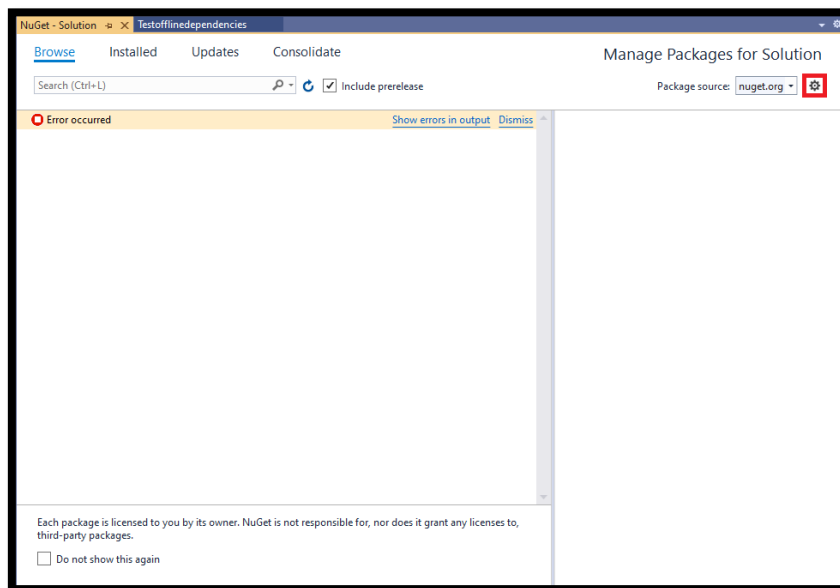 NuGet - Solution
Testofflinedependencies
Browse Installed Updates Consolidate
Manage Packages for Solution
Search (Ctrl+L)
Include prerelease
Package source: nuget.org
Error occurred
Show errors in output Dismiss
Each package is licensed to you by its owner. NuGet is not responsible for, nor does it grant any licenses to,
third-party packages.
Do not show this again